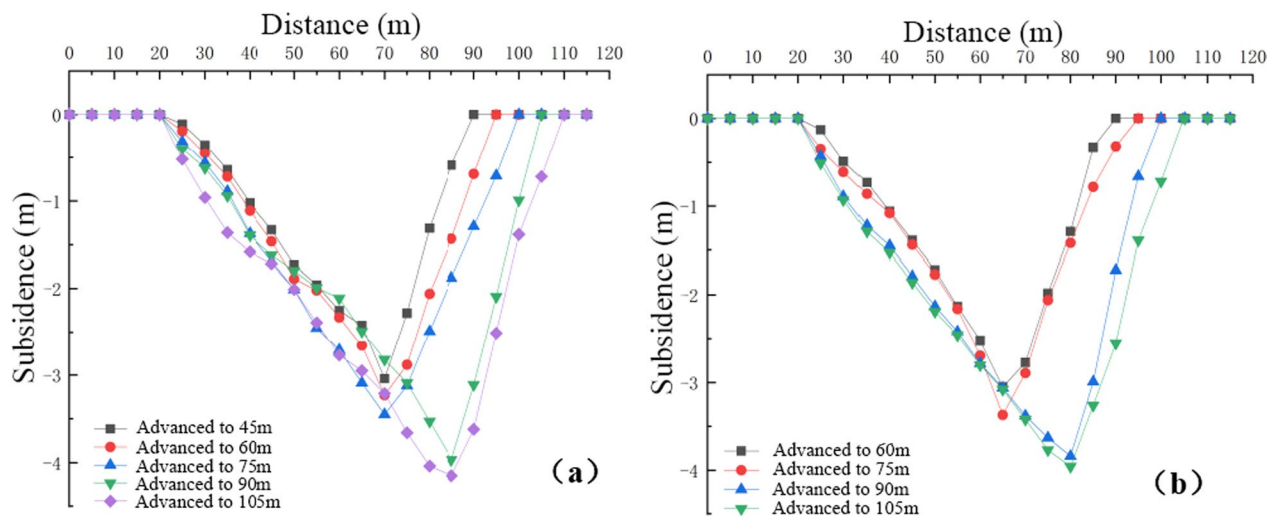 Distance (m)
0 10 20 30 40 50 60 70 80 90 100 110 120
0
−1
−2
−3
−4
Subsidence (m)
Advanced to 45m
Advanced to 60m
Advanced to 75m
Advanced to 90m
Advanced to 105m
(a)
Distance (m)
0 10 20 30 40 50 60 70 80 90 100 110 120
0
−1
−2
−3
−4
Subsidence (m)
Advanced to 60m
Advanced to 75m
Advanced to 90m
Advanced to 105m
(b)